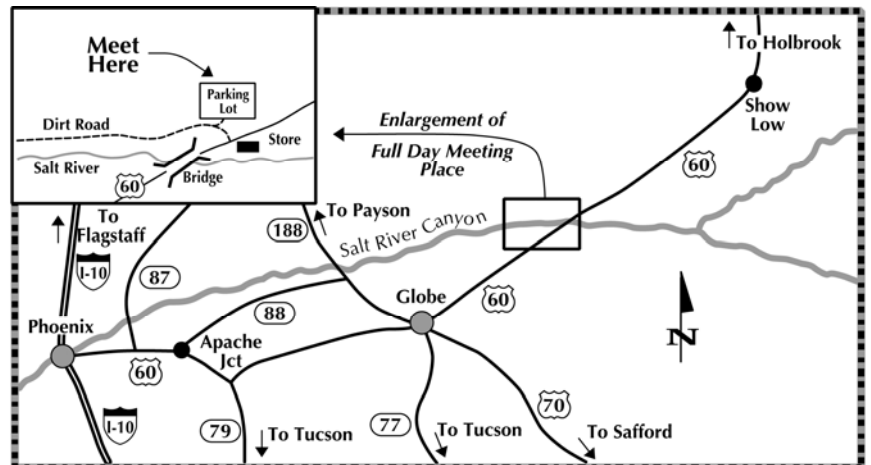 Meet
Here
Parking
Lot
Dirt Road
Store
Salt River
60
Bridge
Enlargement of
Full Day Meeting
Place
To Holbrook
Show
Low
60
To
Flagstaff
I-10
87
188
To Payson
Salt River Canyon
88
Globe
60
N
Phoenix
60
Apache
Jct
I-10
79
To Tucson
77
To Tucson
70
To Safford